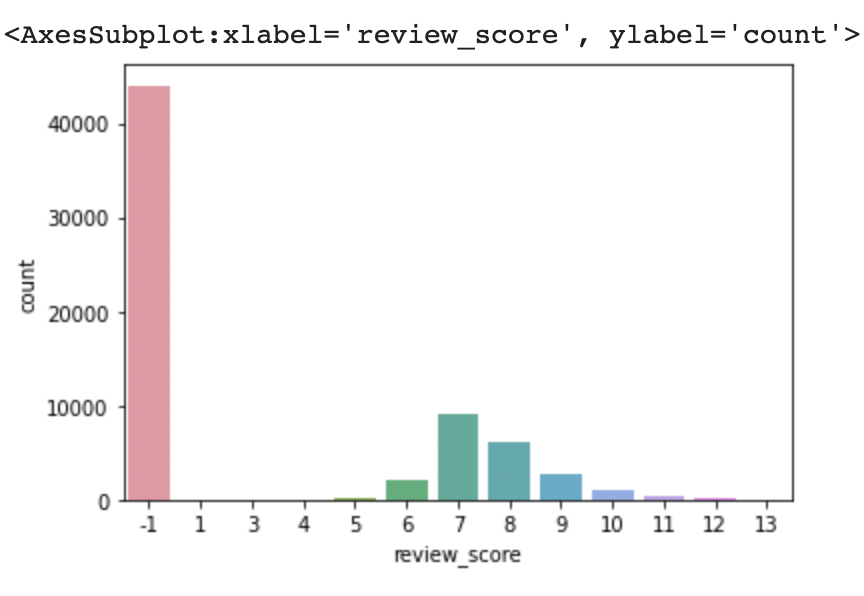 <AxesSubplot:xlabel='review_score', ylabel='count'>
40000
30000
20000
10000
0
count
-1 1 3 4 5 6 7 8 9 10 11 12 13
review_score